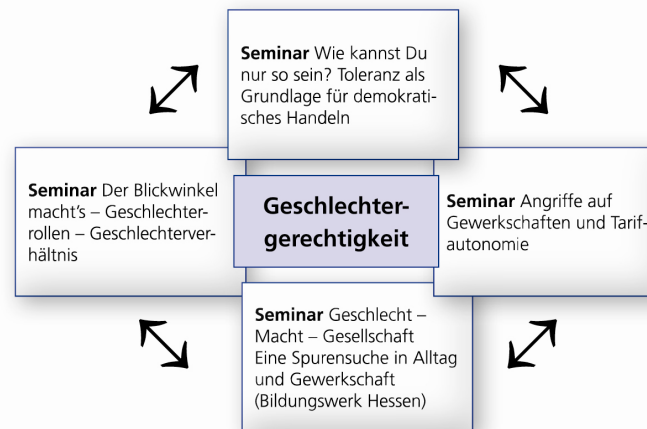 Seminar Wie kannst Du
nur so sein? Toleranz als
Grundlage für demokrati-
sches Handeln
Seminar Der Blickwinkel
macht's – Geschlechter-
rollen – Geschlechterver-
hältnis
Geschlechter-
gerechtigkeit
Seminar Angriffe auf
Gewerkschaften und Tarif-
autonomie
Seminar Geschlecht –
Macht – Gesellschaft
Eine Spurensuche in Alltag
und Gewerkschaft
(Bildungswerk Hessen)